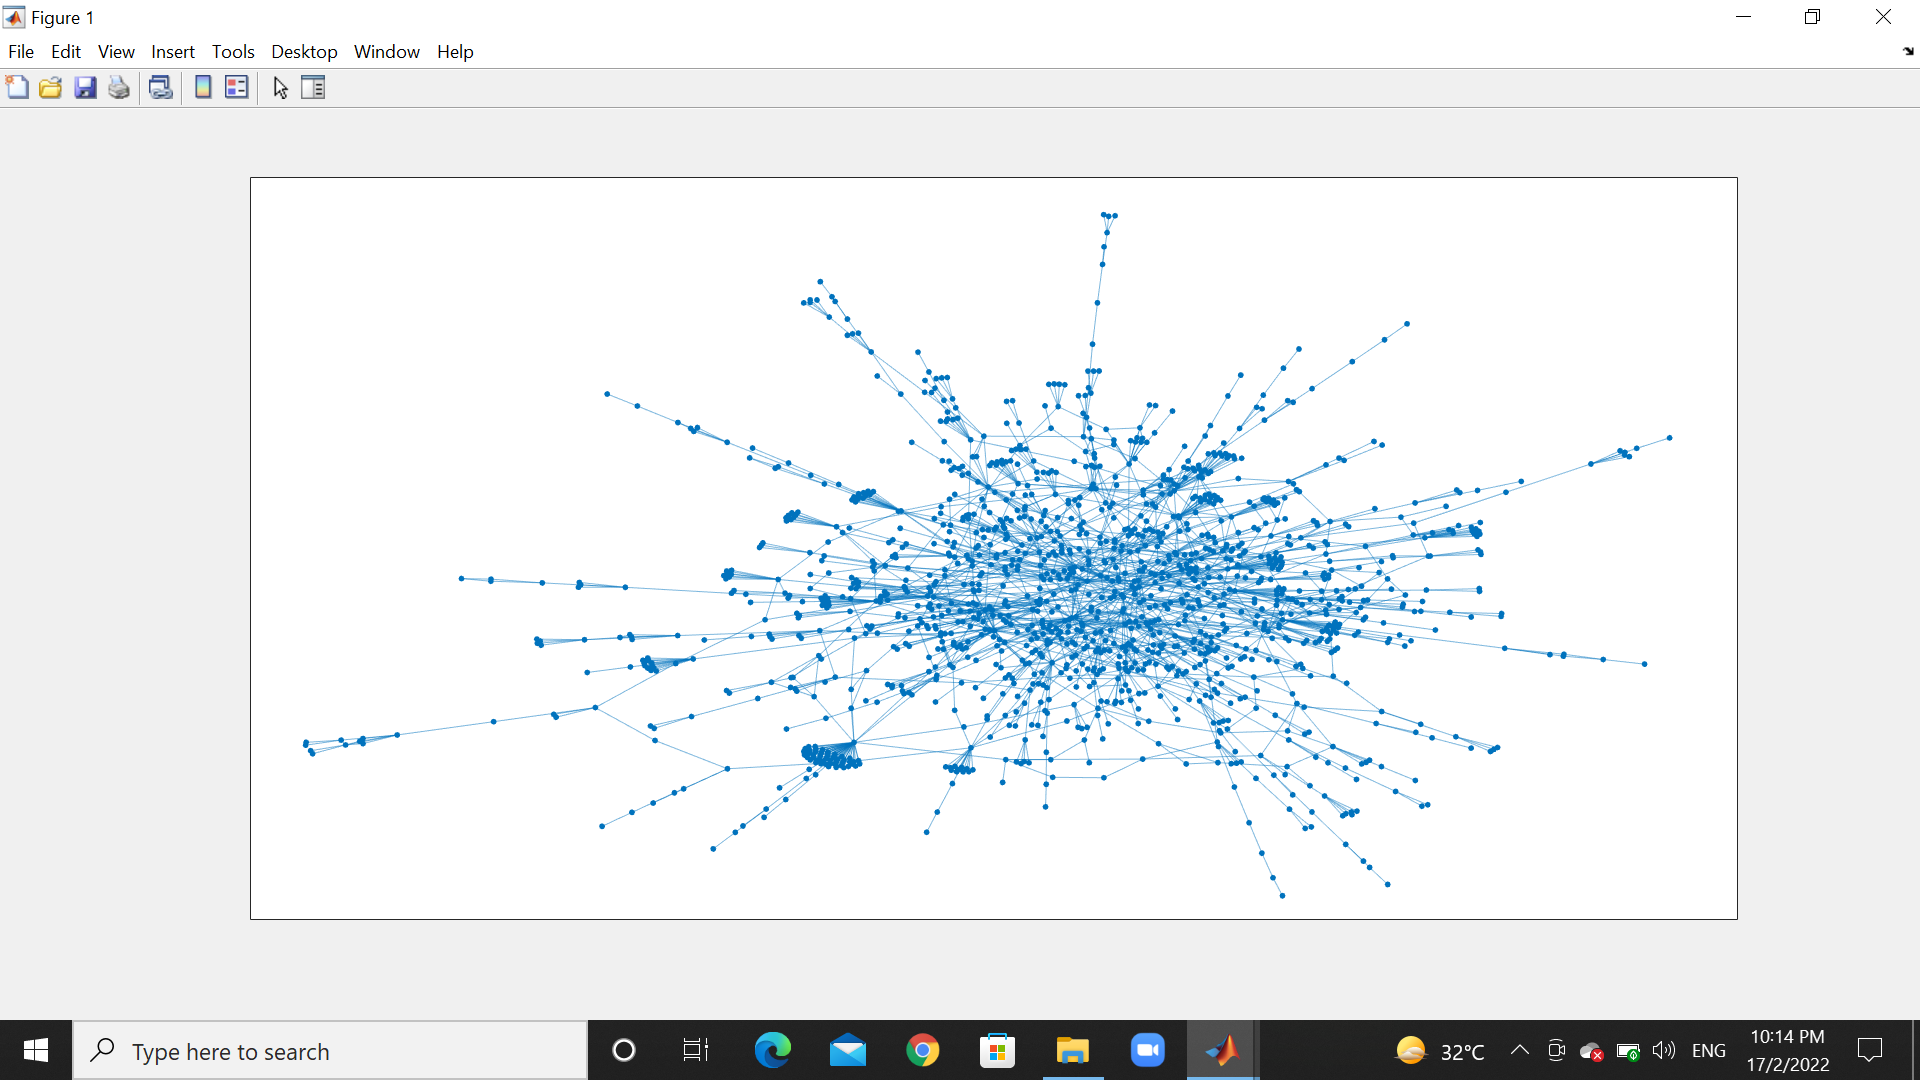 Figure 1
File Edit View Insert Tools Desktop Window Help
Type here to search
32°C
ENG
10:14 PM
17/2/2022